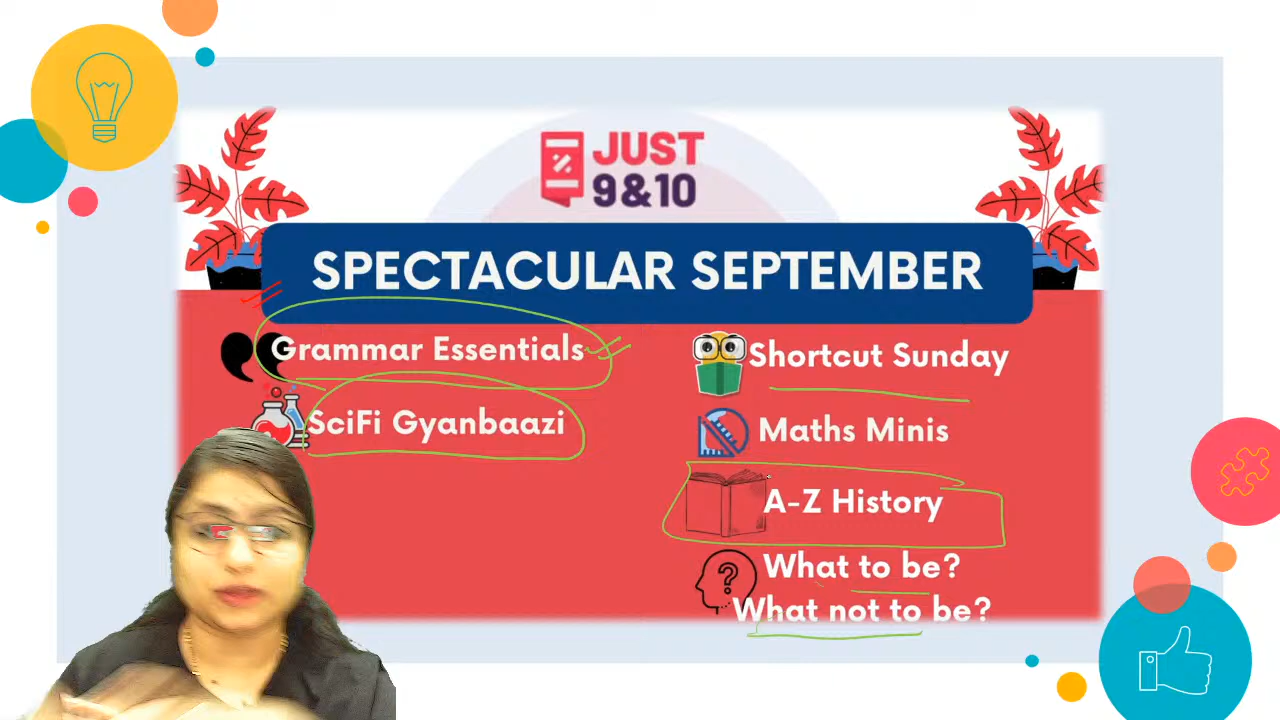 JUST
9&10
SPECTACULAR SEPTEMBER
Grammar Essentials
SciFi Gyanbaazi
Shortcut Sunday
Maths Minis
A-Z History
What to be?
What not to be?